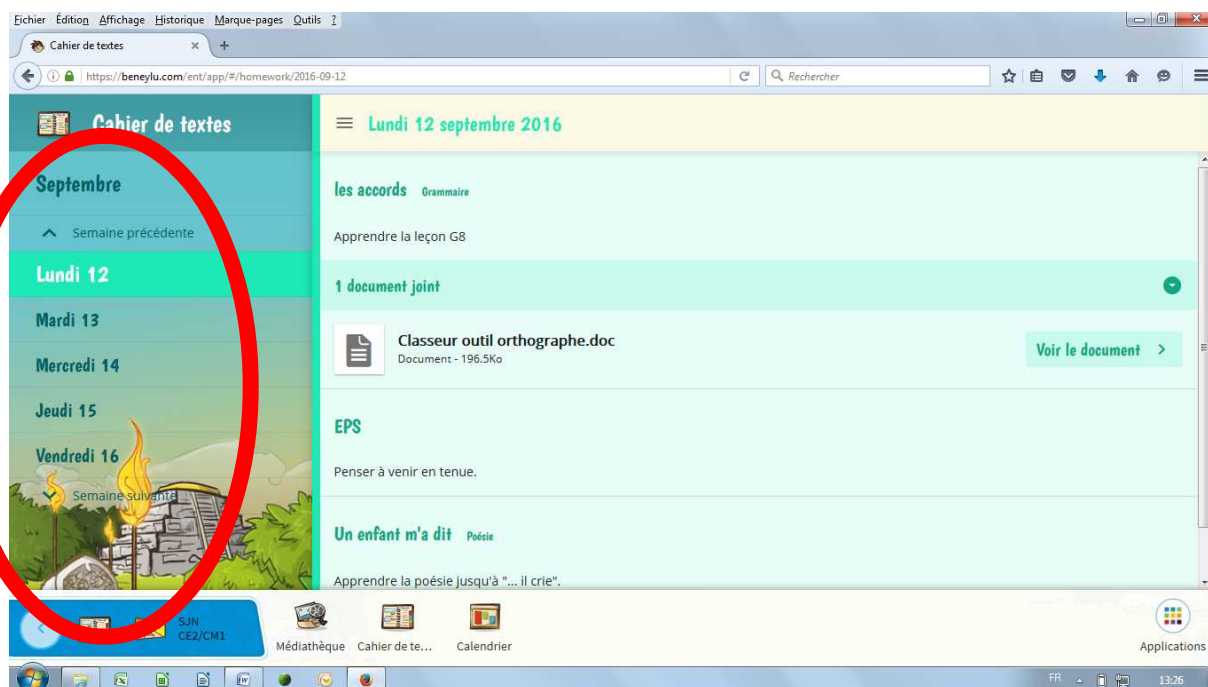 Fichier Édition Affichage Historique Marque-pages Outils ?
Cahier de textes
https://beneylu.com/ent/app/#/homework/2016-09-12
Rechercher
Cahier de textes
Lundi 12 septembre 2016
Septembre
Semaine précédente
Lundi 12
Mardi 13
Mercredi 14
Jeudi 15
Vendredi 16
Semaine suivante
les accords Grammaire
Apprendre la leçon G8
1 document joint
Classeur outil orthographe.doc
Document - 196.5Ko
Voir le document
EPS
Penser à venir en tenue.
Un enfant m'a dit Poésie
Apprendre la poésie jusqu'à "... il crie".
SJN
CE2/CM1
Médiathèque
Cahier de te...
Calendrier
Applications
FR
13:26